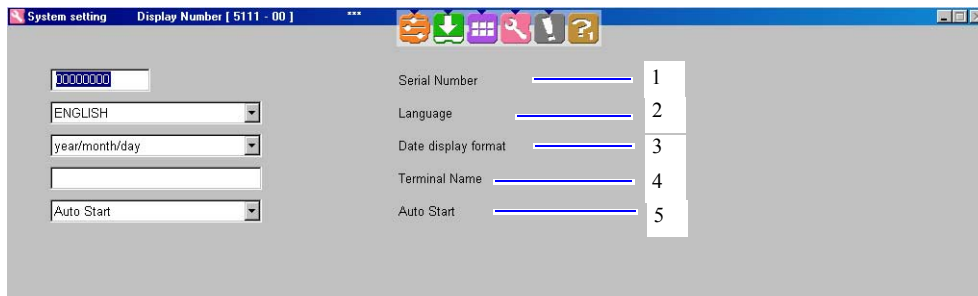 System setting Display Number [ 5111 - 00 ] ***
00000000 Serial Number 1
ENGLISH Language 2
year/month/day Date display format 3
Terminal Name 4
Auto Start Auto Start 5